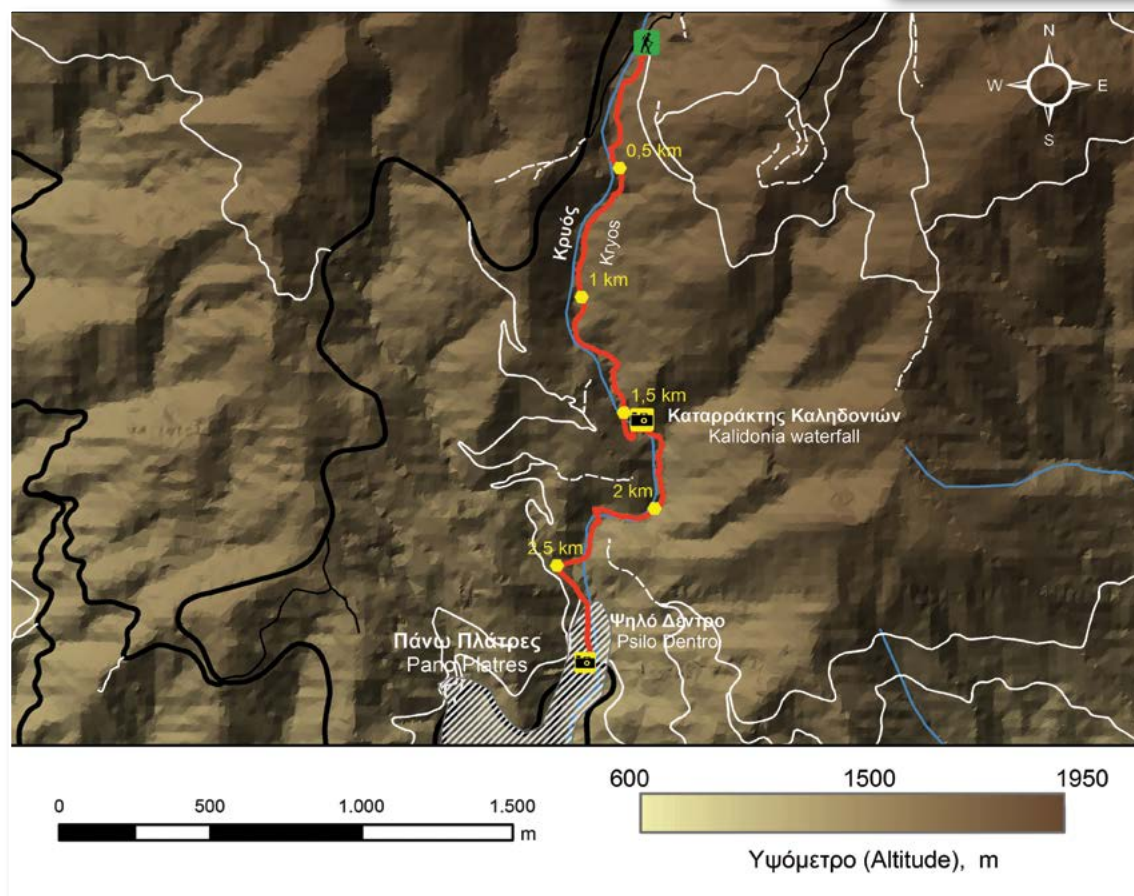 N
W E
S
0,5 km
Κρυός
Kryos
1 km
1,5 km
Καταρράκτης Καληδονιών
Kalidonia waterfall
2 km
2,5 km
Ψηλό Δέντρο
Psilo Dentro
Πάνω Πλάτρες
Pano Platres
600 1500 1950
0 500 1.000 1.500
m
Υψόμετρο (Altitude), m